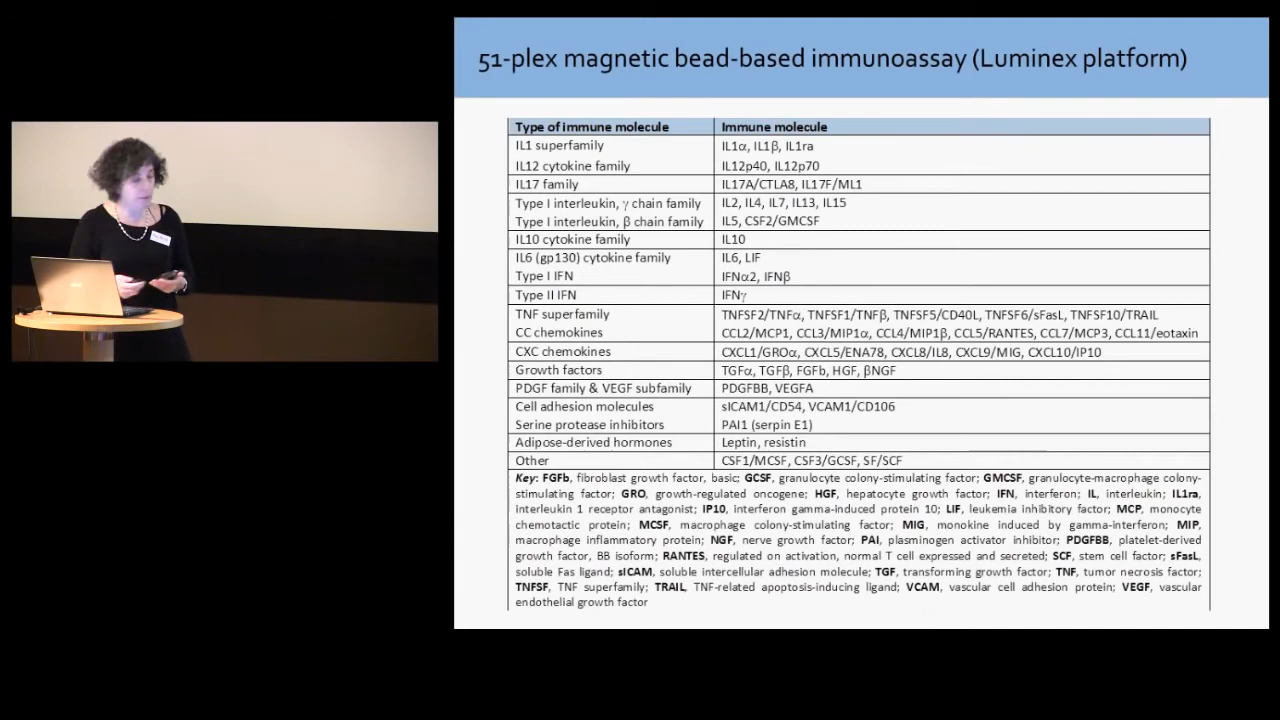 51-plex magnetic bead-based immunoassay (Luminex platform)
Type of immune molecule Immune molecule
IL1 superfamily IL1α, IL1β, IL1ra
IL12 cytokine family IL12p40, IL12p70
IL17 family IL17A/CTLA8, IL17F/ML1
Type I interleukin, γ chain family IL2, IL4, IL7, IL13, IL15
Type I interleukin, β chain family IL5, CSF2/GMCSF
IL10 cytokine family IL10
IL6 (gp130) cytokine family IL6, LIF
Type I IFN IFNα2, IFNβ
Type II IFN IFNγ
TNF superfamily TNFSF2/TNFα, TNFSF1/TNFβ, TNFSF5/CD40L, TNFSF6/sFasL, TNFSF10/TRAIL
CC chemokines CCL2/MCP1, CCL3/MIP1α, CCL4/MIP1β, CCL5/RANTES, CCL7/MCP3, CCL11/eotaxin
CXC chemokines CXCL1/GROα, CXCL5/ENA78, CXCL8/IL8, CXCL9/MIG, CXCL10/IP10
Growth factors TGFα, TGFβ, FGFb, HGF, βNGF
PDGF family & VEGF subfamily PDGFBB, VEGFA
Cell adhesion molecules sICAM1/CD54, VCAM1/CD106
Serine protease inhibitors PAI1 (serpin E1)
Adipose-derived hormones Leptin, resistin
Other CSF1/MCSF, CSF3/GCSF, SF/SCF
Key: FGFb, fibroblast growth factor, basic; GCSF, granulocyte colony-stimulating factor; GMCSF, granulocyte-macrophage colony-
stimulating factor; GRO, growth-regulated oncogene; HGF, hepatocyte growth factor; IFN, interferon; IL, interleukin; IL1ra,
interleukin 1 receptor antagonist; IP10, interferon gamma-induced protein 10; LIF, leukemia inhibitory factor; MCP, monocyte
chemotactic protein; MCSF, macrophage colony-stimulating factor; MIG, monokine induced by gamma-interferon; MIP,
macrophage inflammatory protein; NGF, nerve growth factor; PAI, plasminogen activator inhibitor; PDGFBB, platelet-derived
growth factor, BB isoform; RANTES, regulated on activation, normal T cell expressed and secreted; SCF, stem cell factor; sFasL,
soluble Fas ligand; sICAM, soluble intercellular adhesion molecule; TGF, transforming growth factor; TNF, tumor necrosis factor;
TNFSF, TNF superfamily; TRAIL, TNF-related apoptosis-inducing ligand; VCAM, vascular cell adhesion protein; VEGF, vascular
endothelial growth factor